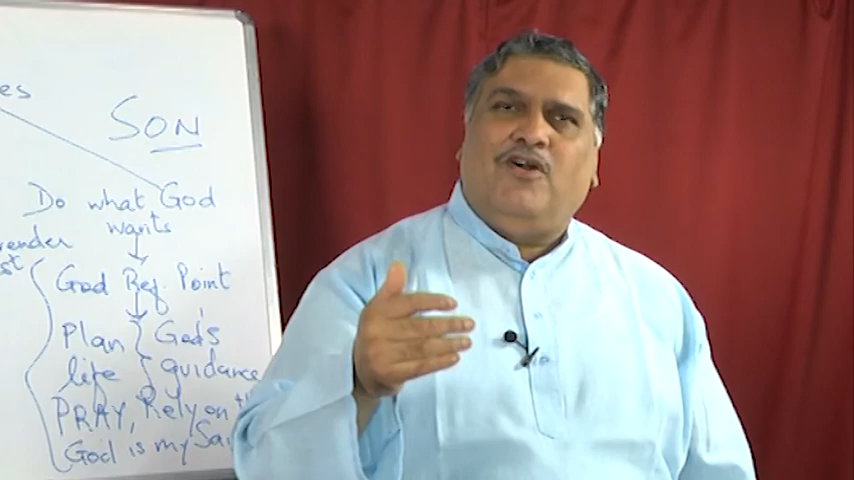 es
SON
Do what God
wants
render
st
God Ref. Point
Plan God's
life guidance
PRAY, Rely on
God is my